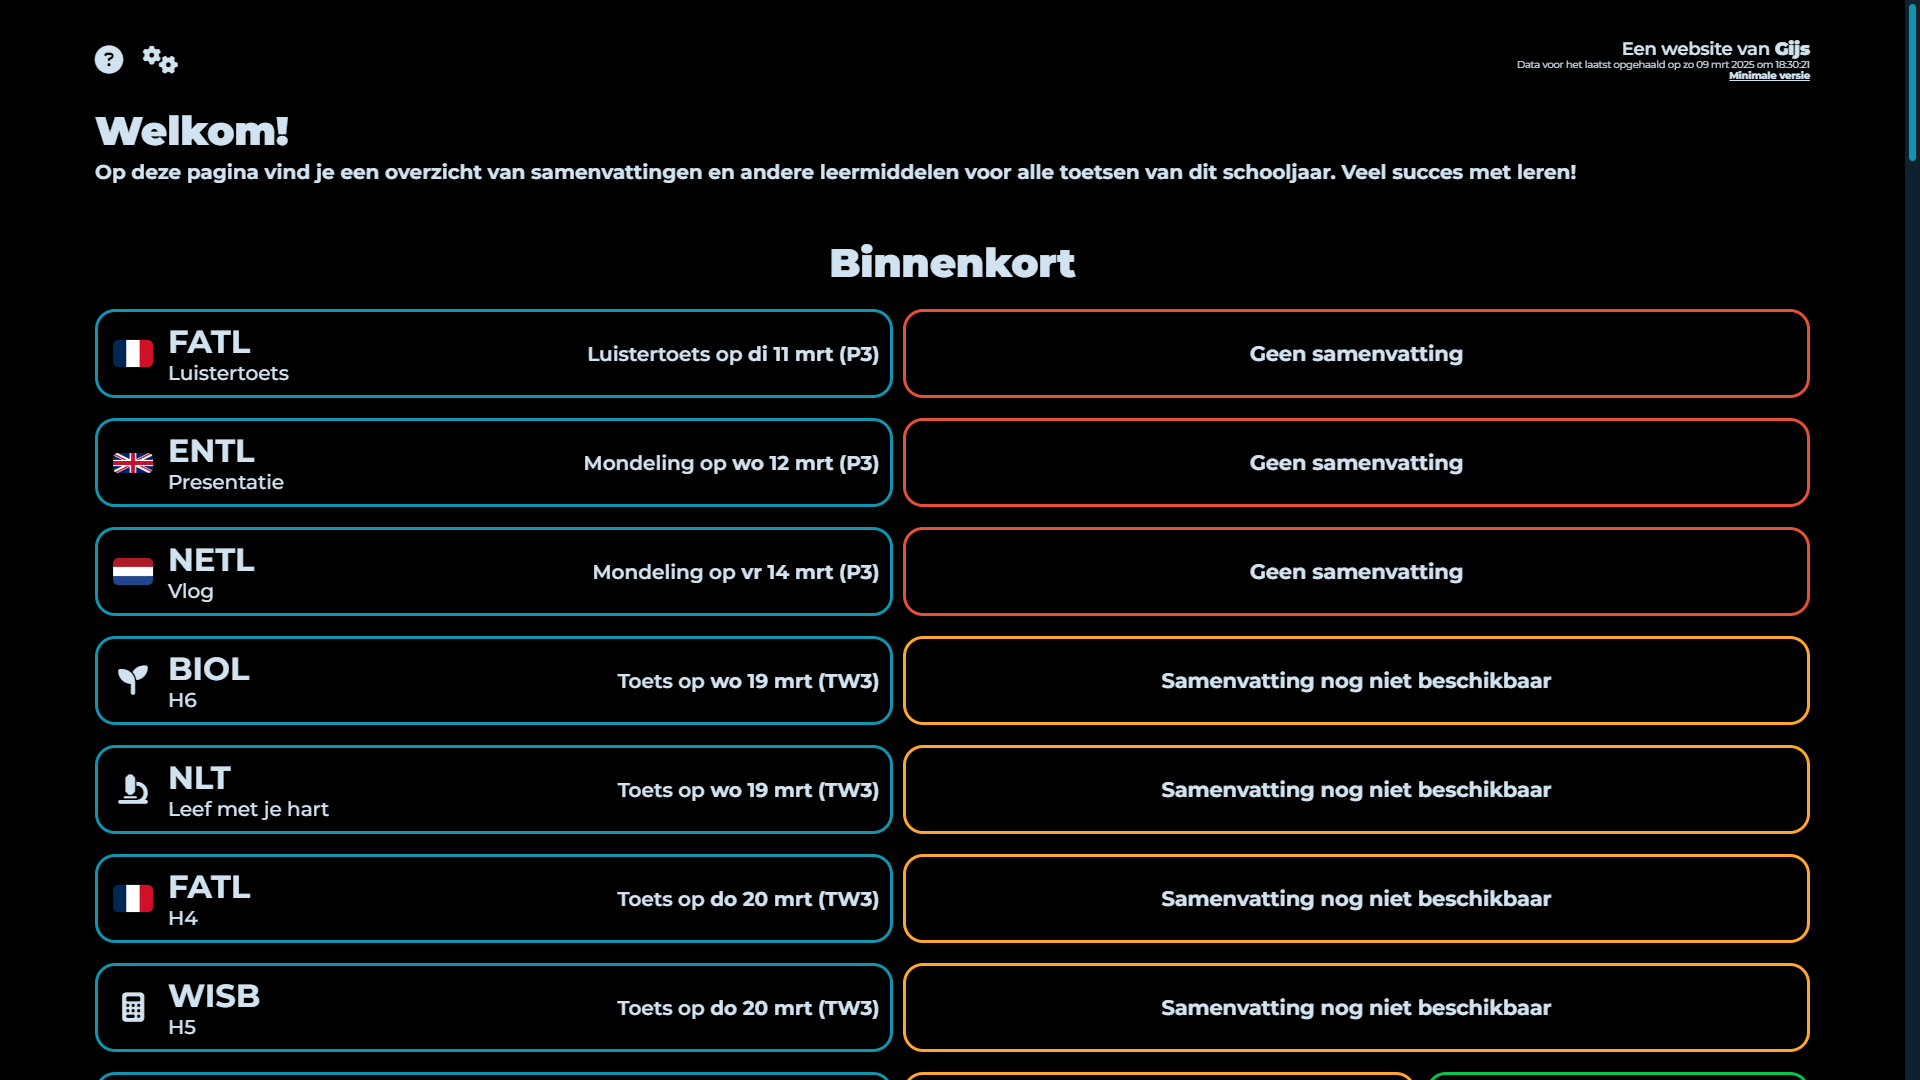 ?
Een website van Gijs
Data voor het laatst opgehaald op zo 09 mrt 2025 om 18:30:21
Minimale versie
Welkom!
Op deze pagina vind je een overzicht van samenvattingen en andere leermiddelen voor alle toetsen van dit schooljaar. Veel succes met leren!
Binnenkort
FATL
Luistertoets
Luistertoets op di 11 mrt (P3)
Geen samenvatting
ENTL
Presentatie
Mondeling op wo 12 mrt (P3)
Geen samenvatting
NETL
Vlog
Mondeling op vr 14 mrt (P3)
Geen samenvatting
BIOL
H6
Toets op wo 19 mrt (TW3)
Samenvatting nog niet beschikbaar
NLT
Leef met je hart
Toets op wo 19 mrt (TW3)
Samenvatting nog niet beschikbaar
FATL
H4
Toets op do 20 mrt (TW3)
Samenvatting nog niet beschikbaar
WISB
H5
Toets op do 20 mrt (TW3)
Samenvatting nog niet beschikbaar